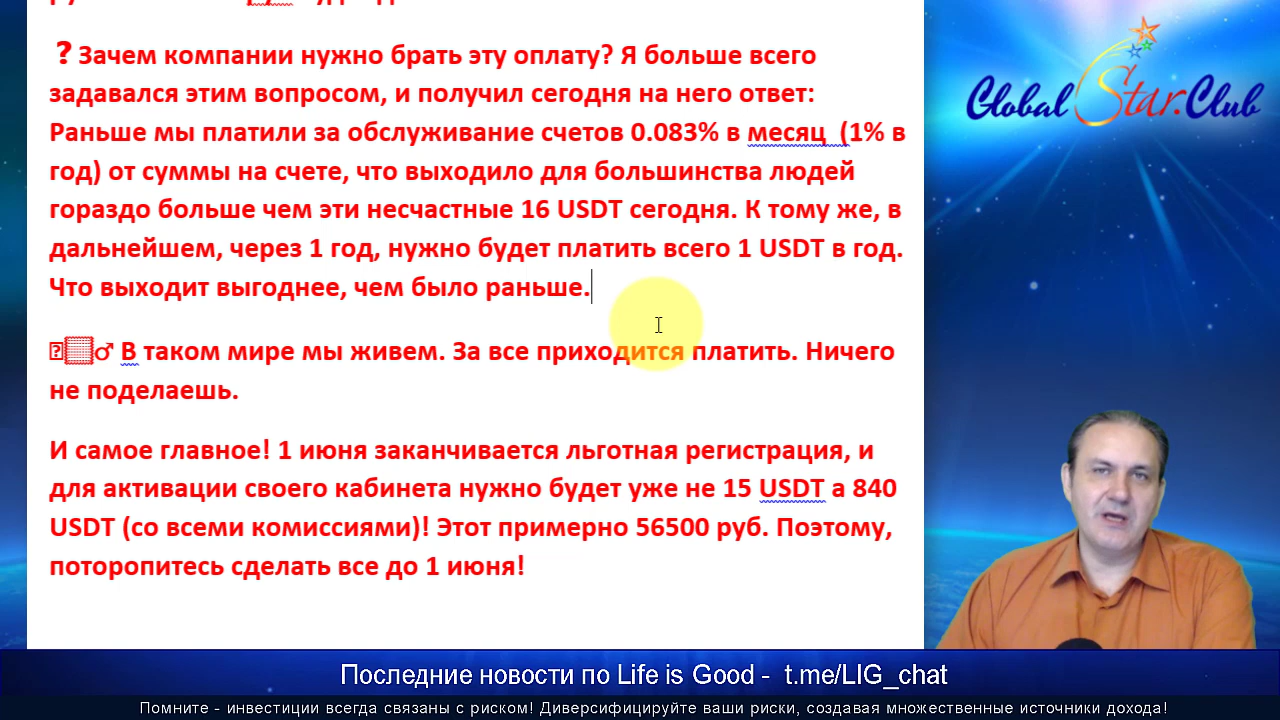 ❓Зачем компании нужно брать эту оплату? Я больше всего
задавался этим вопросом, и получил сегодня на него ответ:
Раньше мы платили за обслуживание счетов 0.083% в месяц (1% в
год) от суммы на счете, что выходило для большинства людей
гораздо больше чем эти несчастные 16 USDT сегодня. К тому же, в
дальнейшем, через 1 год, нужно будет платить всего 1 USDT в год.
Что выходит выгоднее, чем было раньше.
♂ В таком мире мы живем. За все приходится платить. Ничего
не поделаешь.
И самое главное! 1 июня заканчивается льготная регистрация, и
для активации своего кабинета нужно будет уже не 15 USDT а 840
USDT (со всеми комиссиями)! Этот примерно 56500 руб. Поэтому,
поторопитесь сделать все до 1 июня!
Global Star.Club
Последние новости по Life is Good - t.me/LIG_chat
Помните - инвестиции всегда связаны с риском! Диверсифицируйте ваши риски, создавая множественные источники дохода!